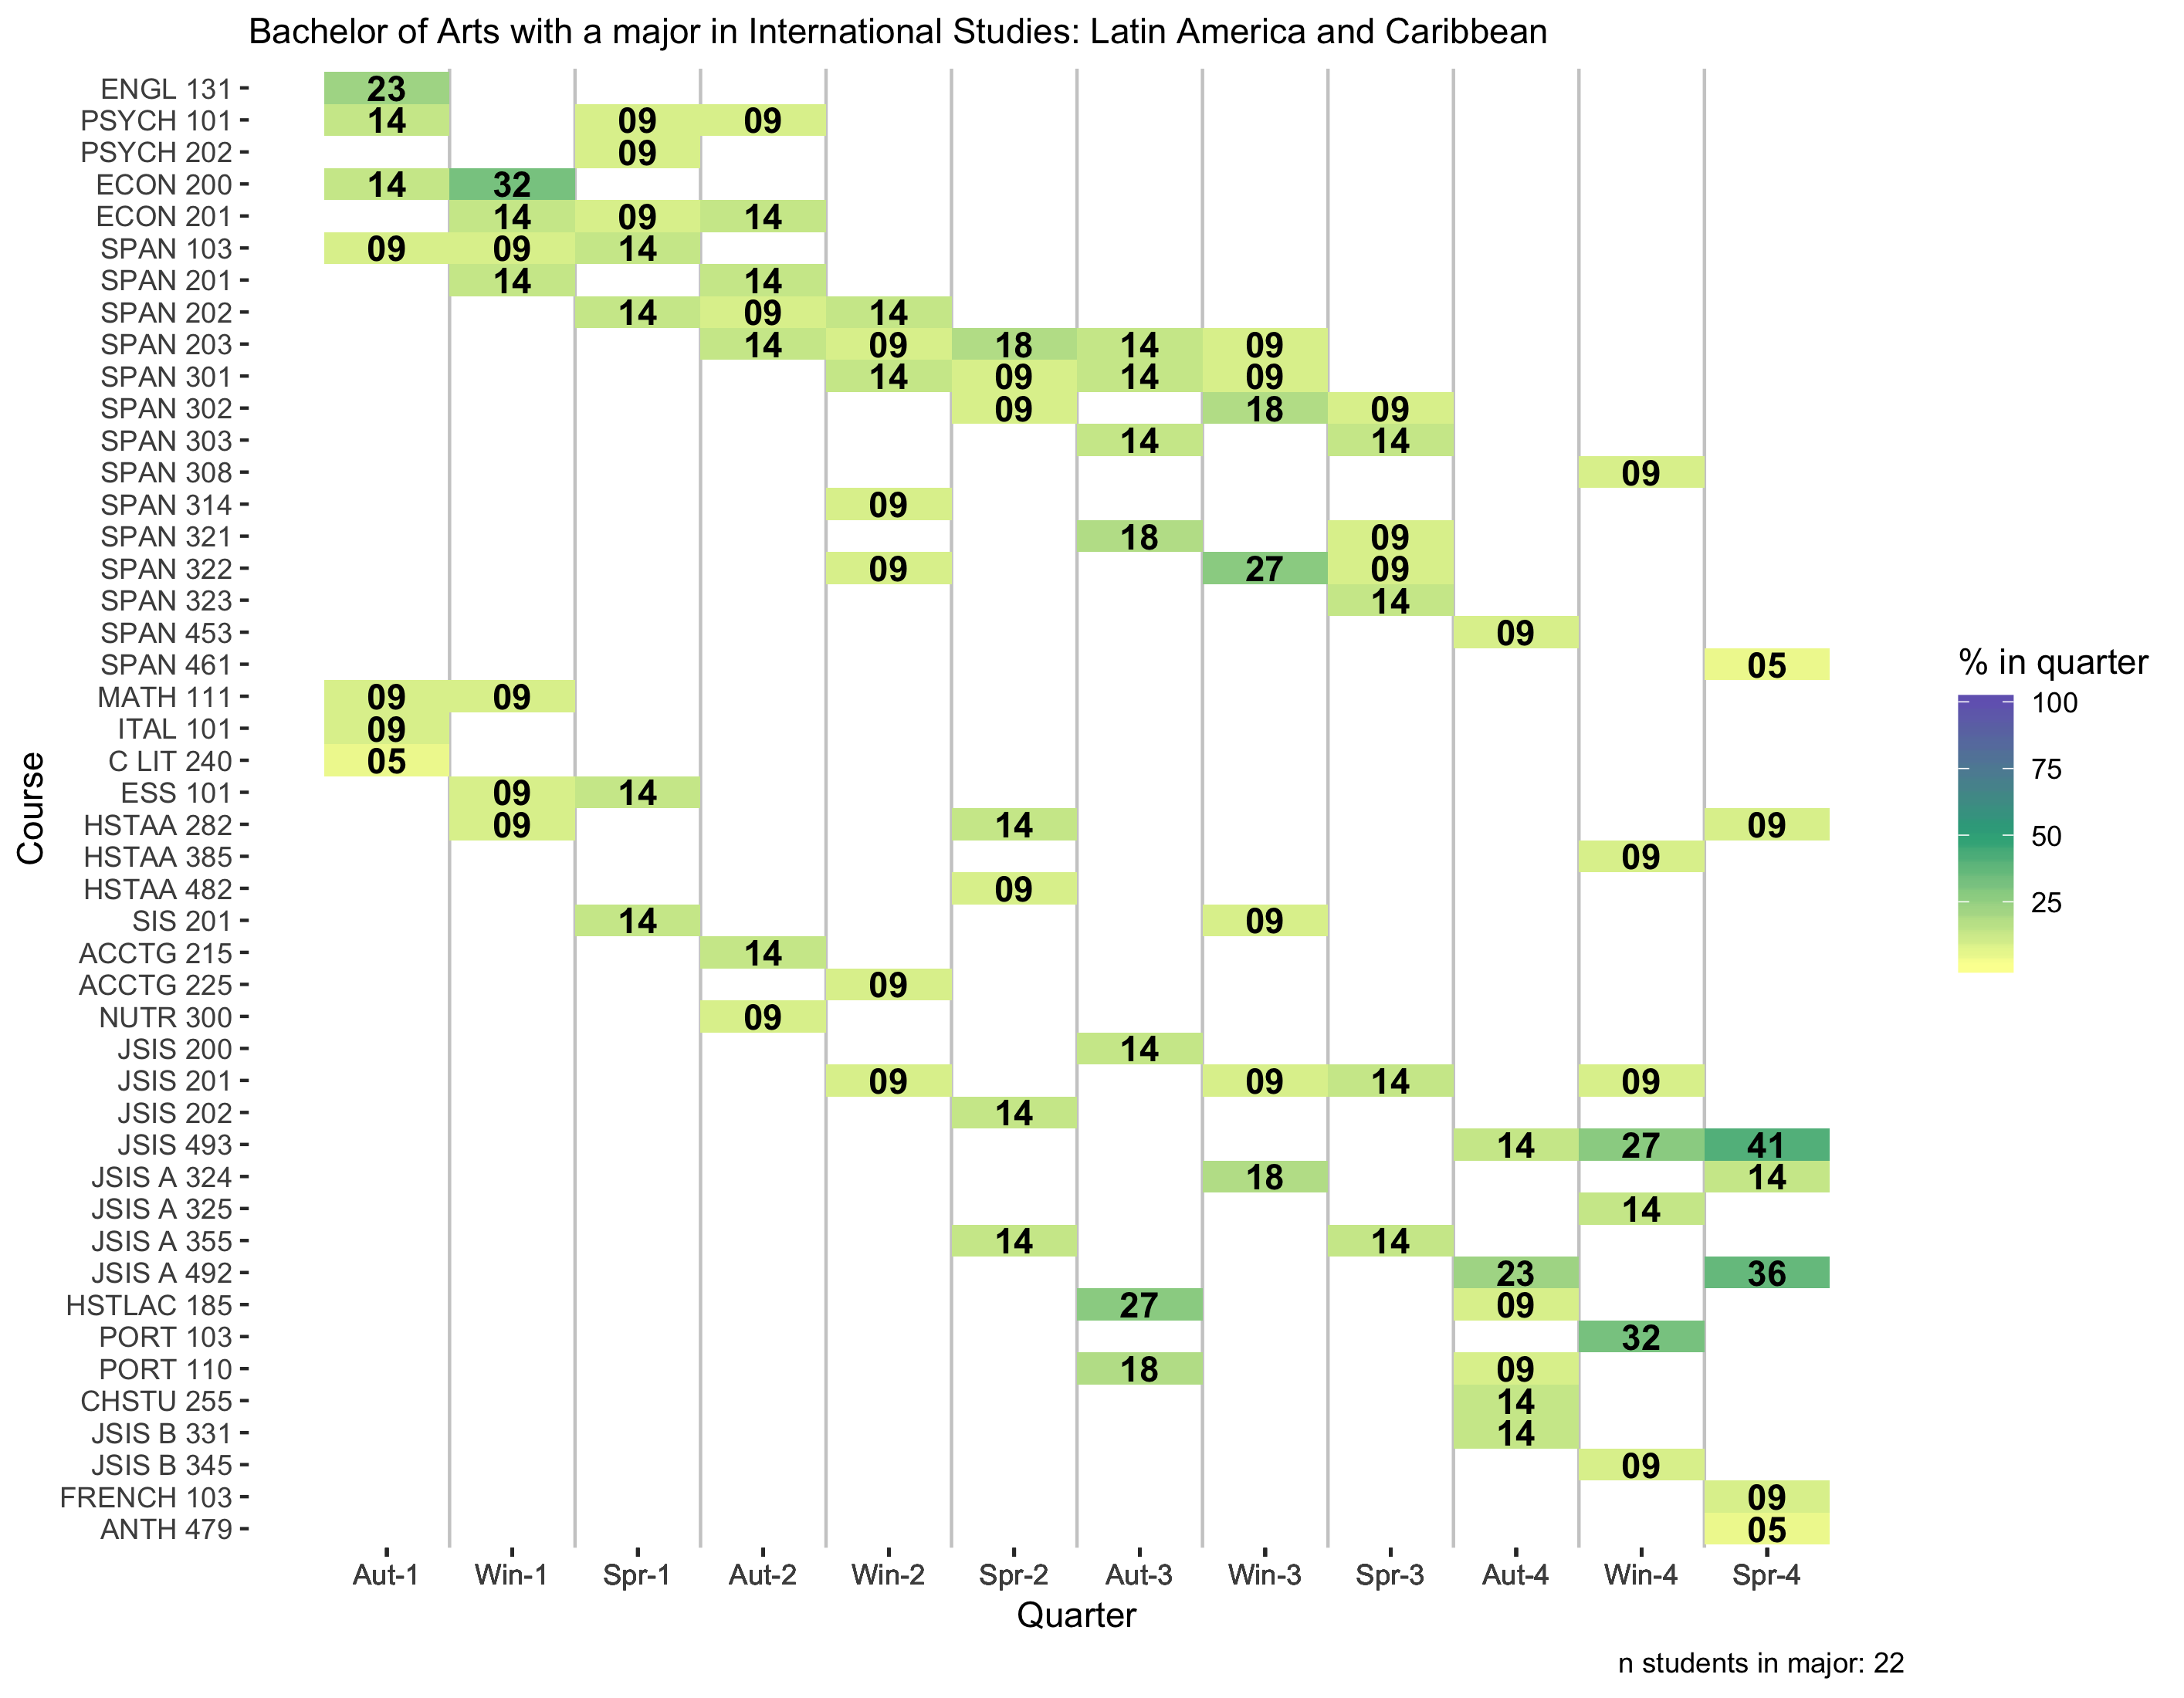 Bachelor of Arts with a major in International Studies: Latin America and Caribbean
ENGL 131 23
PSYCH 101 14 09 09
PSYCH 202 09
ECON 200 14 32
ECON 201 14 09 14
SPAN 103 09 09 14
SPAN 201 14 14
SPAN 202 14 09 14
SPAN 203 14 09 18 14 09
SPAN 301 14 09 14 09
SPAN 302 09 18 09
SPAN 303 14 14
SPAN 308 09
SPAN 314 09
SPAN 321 18 09
SPAN 322 09 27 09
SPAN 323 14
SPAN 453 09
SPAN 461 05
MATH 111 09 09
ITAL 101 09
C LIT 240 05
ESS 101 09 14
HSTAA 282 09 14 09
HSTAA 385 09
HSTAA 482 09
SIS 201 14 09
ACCTG 215 14
ACCTG 225 09
NUTR 300 09
JSIS 200 14
JSIS 201 09 09 14 09
JSIS 202 14
JSIS 493 14 27 41
JSIS A 324 18 14
JSIS A 325 14
JSIS A 355 14 14
JSIS A 492 23 36
HSTLAC 185 27 09
PORT 103 32
PORT 110 18 09
CHSTU 255 14
JSIS B 331 14
JSIS B 345 09
FRENCH 103 09
ANTH 479 05
Aut-1 Win-1 Spr-1 Aut-2 Win-2 Spr-2 Aut-3 Win-3 Spr-3 Aut-4 Win-4 Spr-4
Quarter
Course
% in quarter
100
75
50
25
n students in major: 22